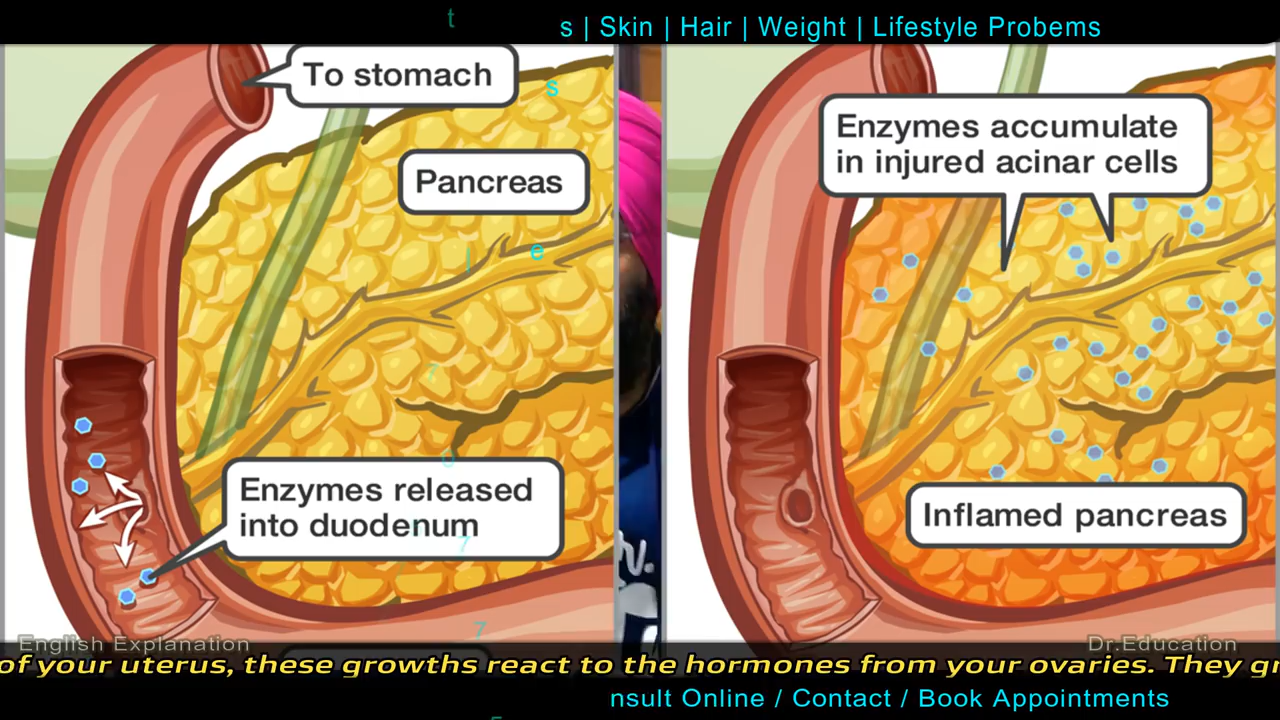 s | Skin | Hair | Weight | Lifestyle Probems
To stomach
Pancreas
Enzymes released
into duodenum
Enzymes accumulate
in injured acinar cells
Inflamed pancreas
English Explanation
Dr.Education
of your uterus, these growths react to the hormones from your ovaries. They gr
nsult Online / Contact / Book Appointments